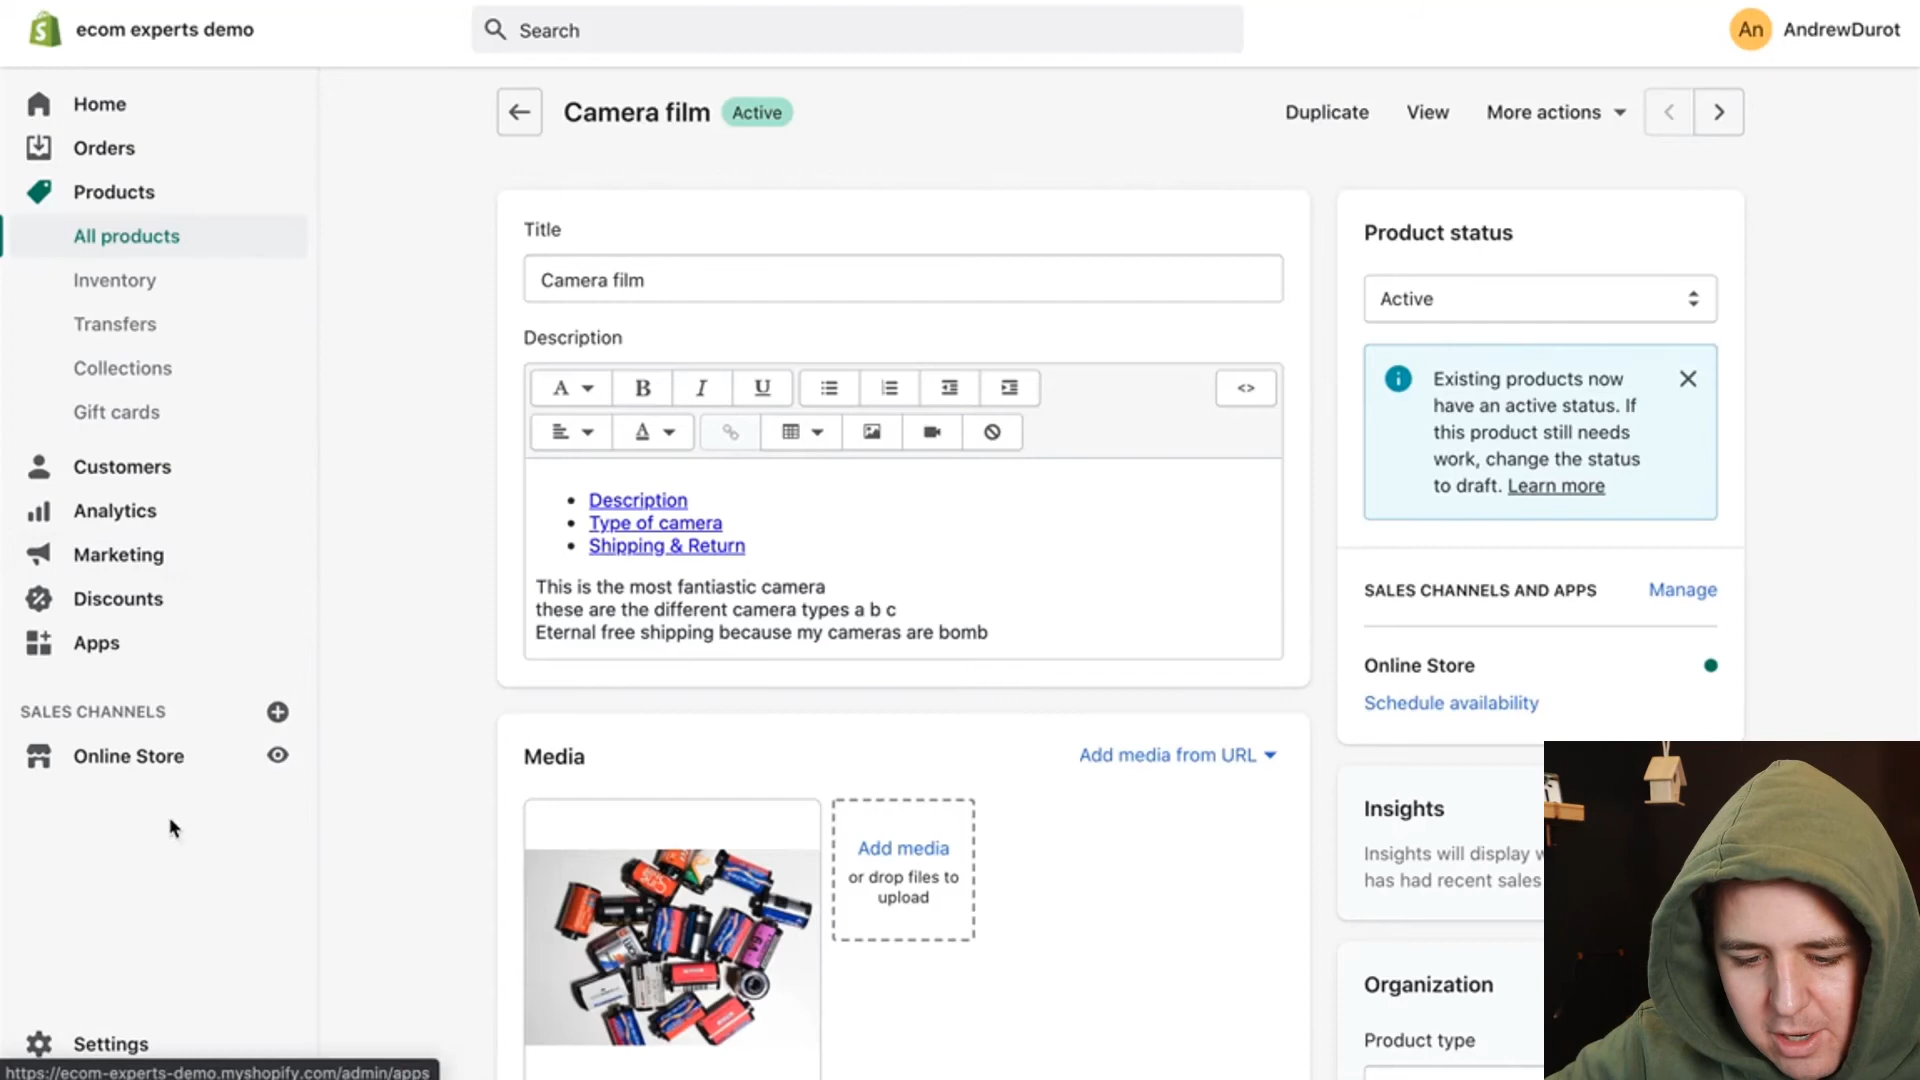 ecom experts demo
Search
An
AndrewDurot
Home
Orders
Products
All products
Inventory
Transfers
Collections
Gift cards
Customers
Analytics
Marketing
Discounts
Apps
SALES CHANNELS
Online Store
Settings
https://ecom-experts-demo.myshopify.com/admin/apps
Camera film
Active
Duplicate
View
More actions
Title
Camera film
Description
A
B
I
U
<>
A
Description
Type of camera
Shipping & Return
This is the most fantiastic camera
these are the different camera types a b c
Eternal free shipping because my cameras are bomb
Media
Add media from URL
Add media
or drop files to
upload
Product status
Active
Existing products now
have an active status. If
this product still needs
work, change the status
to draft. Learn more
SALES CHANNELS AND APPS
Manage
Online Store
Schedule availability
Insights
Insights will display
has had recent sales
Organization
Product type